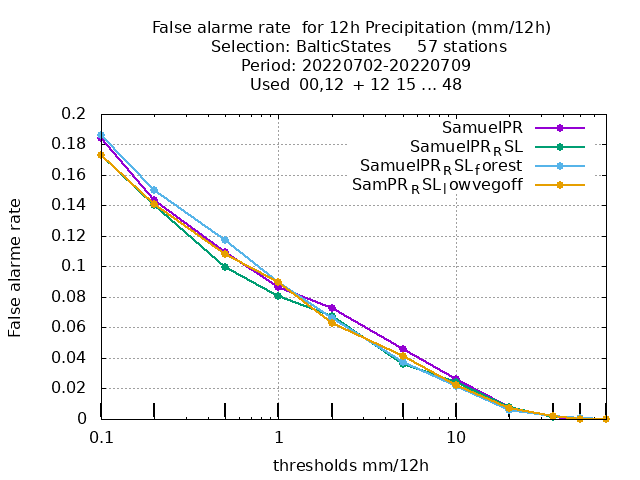 False alarme rate  for 12h Precipitation (mm/12h)
Selection: BalticStates     57 stations
Period: 20220702-20220709
Used  00,12  + 12 15 ... 48
SamuelPR
SamuelPR_RSL
SamuelPR_RSL_forest
SamPR_RSL_lowvegoff
False alarme rate
0.2
0.18
0.16
0.14
0.12
0.1
0.08
0.06
0.04
0.02
0
0.1 1 10
thresholds mm/12h